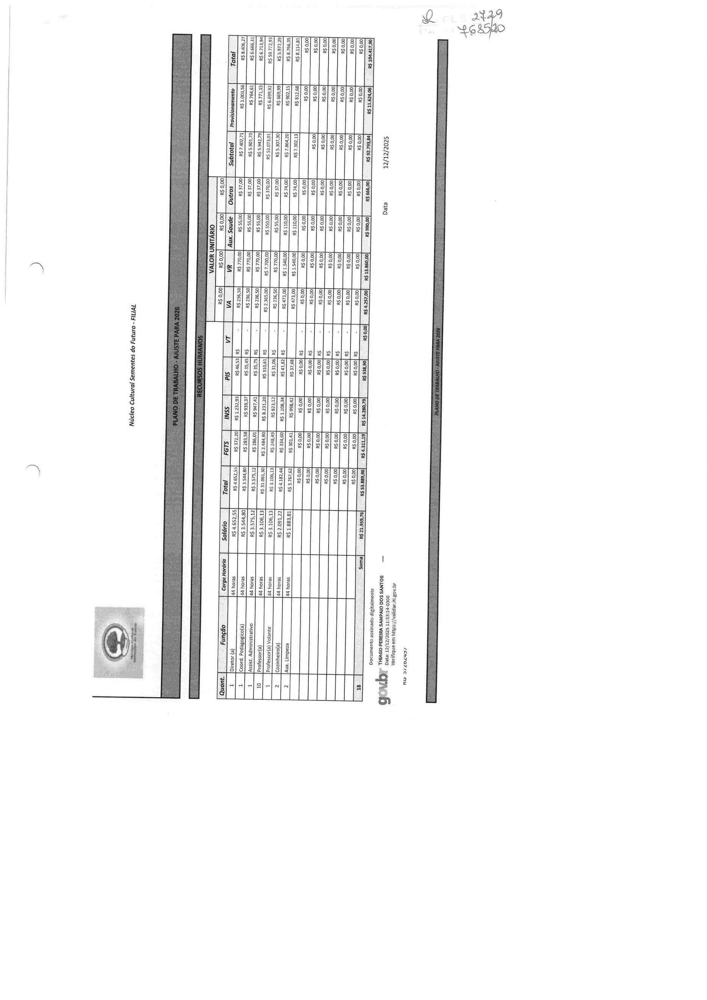 2729
7685/20
Núcleo Cultural Sementes do Futuro - FILIAL
PLANO DE TRABALHO - AJUSTE PARA 2026
RECURSOS HUMANOS
VALOR UNITÁRIO
R$ 0,00 R$ 0,00 R$ 0,00 R$ 0,00
Quant. Função Carga Horária Salário Total FGTS INSS PIS VT VA VR Aux. Saude Outros Subtotal Provisionamento Total
1 Diretor (a) 44 horas R$ 4.652,55 R$ 4.652,55 R$ 372,20 R$ 1.232,93 R$ 46,53 R$ - R$ 236,50 R$ 770,00 R$ 55,00 R$ 37,00 R$ 7.402,71 R$ 1.003,56 R$ 8.406,27
1 Coord. Pedagogico(a) 44 horas R$ 3.544,80 R$ 3.544,80 R$ 283,58 R$ 939,37 R$ 35,45 R$ - R$ 236,50 R$ 770,00 R$ 55,00 R$ 37,00 R$ 5.901,70 R$ 764,61 R$ 6.666,31
1 Assist. Administrativo 44 horas R$ 3.575,12 R$ 3.575,12 R$ 286,01 R$ 947,41 R$ 35,75 R$ - R$ 236,50 R$ 770,00 R$ 55,00 R$ 37,00 R$ 5.942,79 R$ 771,15 R$ 6.713,94
10 Professor(a) 44 horas R$ 3.106,13 R$ 31.061,30 R$ 2.484,90 R$ 8.231,20 R$ 310,61 R$ - R$ 2.365,00 R$ 7.700,00 R$ 550,00 R$ 370,00 R$ 53.073,01 R$ 6.699,92 R$ 59.772,93
1 Professor(a) Volante 44 horas R$ 3.106,13 R$ 3.106,13 R$ 248,49 R$ 823,12 R$ 31,06 R$ - R$ 236,50 R$ 770,00 R$ 55,00 R$ 37,00 R$ 5.307,30 R$ 669,99 R$ 5.977,29
2 Cozinheiro(a) 44 horas R$ 2.091,22 R$ 4.182,44 R$ 334,60 R$ 1.108,34 R$ 41,82 R$ - R$ 473,00 R$ 1.540,00 R$ 110,00 R$ 74,00 R$ 7.864,20 R$ 902,15 R$ 8.766,35
2 Aux. Limpeza 44 horas R$ 1.883,81 R$ 3.767,62 R$ 301,41 R$ 998,42 R$ 37,68 R$ 473,00 R$ 1.540,00 R$ 110,00 R$ 74,00 R$ 7.302,13 R$ 812,68 R$ 8.114,81
R$ 0,00 R$ 0,00 R$ 0,00 R$ 0,00 R$ - R$ 0,00 R$ 0,00 R$ 0,00 R$ 0,00 R$ 0,00 R$ 0,00
R$ 0,00 R$ 0,00 R$ 0,00 R$ 0,00 R$ - R$ 0,00 R$ 0,00 R$ 0,00 R$ 0,00 R$ 0,00 R$ 0,00 R$ 0,00
R$ 0,00 R$ 0,00 R$ 0,00 R$ 0,00 R$ - R$ 0,00 R$ 0,00 R$ 0,00 R$ 0,00 R$ 0,00 R$ 0,00 R$ 0,00
R$ 0,00 R$ 0,00 R$ 0,00 R$ 0,00 R$ - R$ 0,00 R$ 0,00 R$ 0,00 R$ 0,00 R$ 0,00 R$ 0,00 R$ 0,00
R$ 0,00 R$ 0,00 R$ 0,00 R$ 0,00 R$ - R$ 0,00 R$ 0,00 R$ 0,00 R$ 0,00 R$ 0,00 R$ 0,00 R$ 0,00
R$ 0,00 R$ 0,00 R$ 0,00 R$ 0,00 R$ - R$ 0,00 R$ 0,00 R$ 0,00 R$ 0,00 R$ 0,00 R$ 0,00 R$ 0,00
R$ 0,00 R$ 0,00 R$ 0,00 R$ 0,00 R$ - R$ 0,00 R$ 0,00 R$ 0,00 R$ 0,00 R$ 0,00 R$ 0,00 R$ 0,00
18 Soma R$ 21.959,76 R$ 53.889,96 R$ 4.311,19 R$ 14.280,79 R$ 538,90 R$ 0,00 R$ 4.257,00 R$ 13.860,00 R$ 990,00 R$ 666,00 R$ 92.793,84 R$ 11.624,06 R$ 104.417,90
Data 12/12/2025
gov.br
Documento assinado digitalmente
THIAGO PEREIRA SAMPAIO DOS SANTOS
Data: 12/12/2025 11:53:14-0300
Verifique em https://validar.iti.gov.br
PLANO DE TRABALHO - AJUSTE PARA 2026